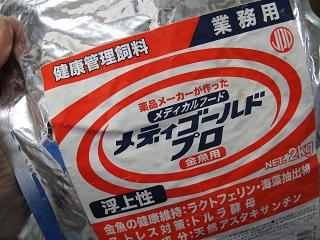 業務用
健康管理飼料
薬品メーカーが作った
メディカルフード
メディゴールド
プロ
金魚用
NET. 2kg
浮上性
金魚の健康維持：ラクトフェリン・海藻抽出物
トレス対策：トルラ酵母
分：天然アスタキサンチン